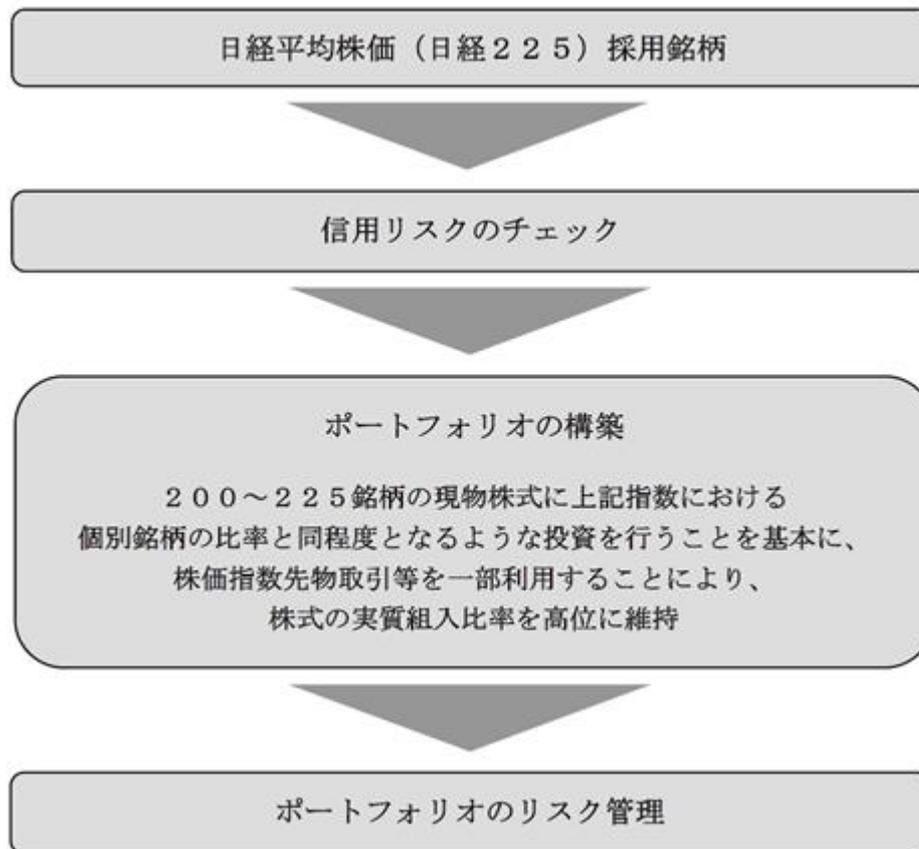 日経平均株価（日経２２５）採用銘柄
信用リスクのチェック
ポートフォリオの構築
２００～２２５銘柄の現物株式に上記指数における
個別銘柄の比率と同程度となるような投資を行うことを基本に、
株価指数先物取引等を一部利用することにより、
株式の実質組入比率を高位に維持
ポートフォリオのリスク管理